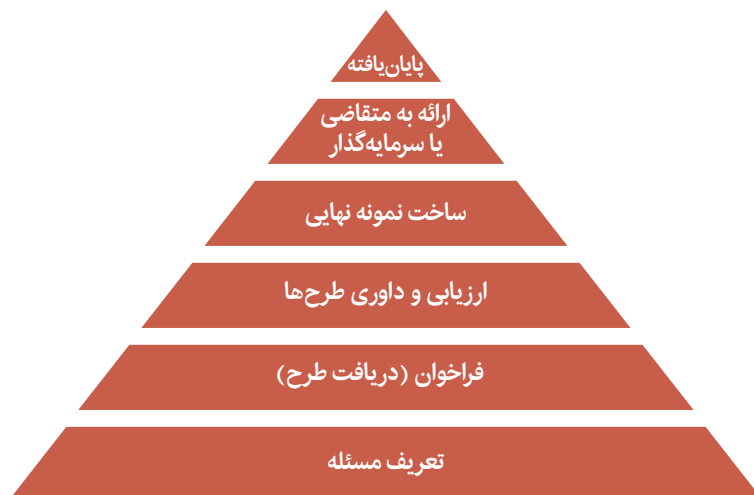 پایان‌یافته
ارائه به متقاضی
یا سرمایه‌گذار
ساخت نمونه نهایی
ارزیابی و داوری طرح‌ها
فراخوان (دریافت طرح)
تعریف مسئله